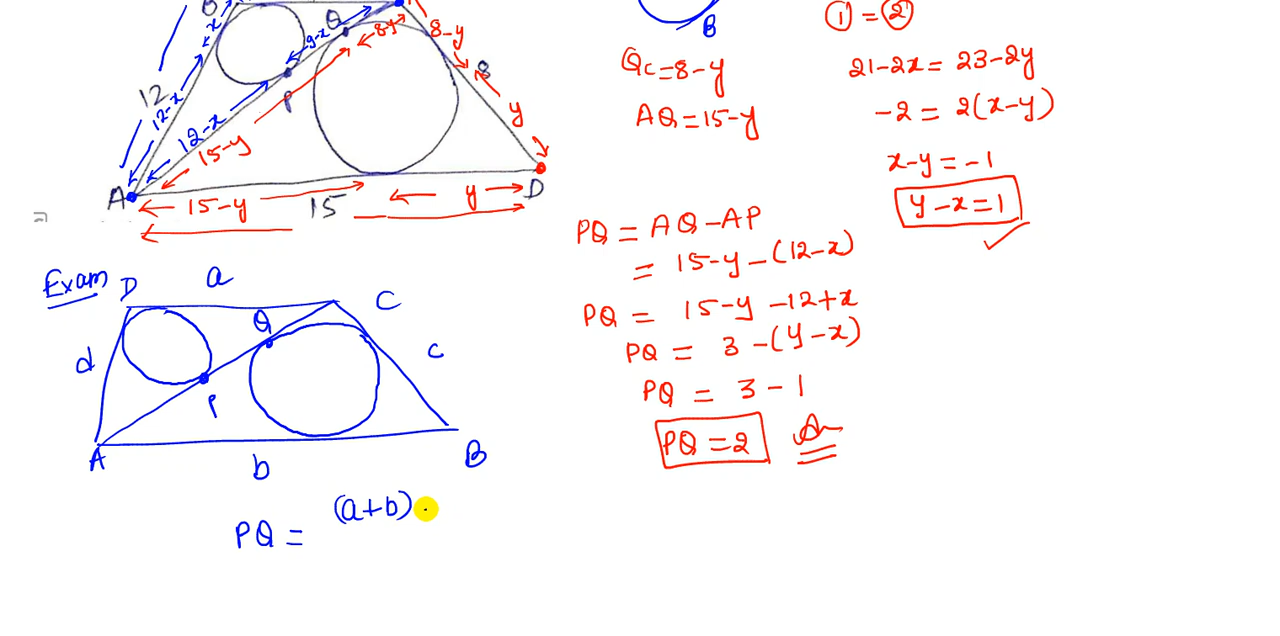 12
12-x
12-x
x
9-x
8-y
8-y
8
y
Q
P
15-y
A
15-y
15
y
D
B
Qc=8-y
AQ=15-y
① = ②
21-2x = 23-2y
-2 = 2(x-y)
x-y = -1
y-x=1
PQ = AQ-AP
= 15-y-(12-x)
PQ = 15-y-12+x
PQ = 3-(y-x)
PQ = 3-1
PQ=2
Exam
D
a
C
Q
d
c
P
A
b
B
PQ =
(a+b)